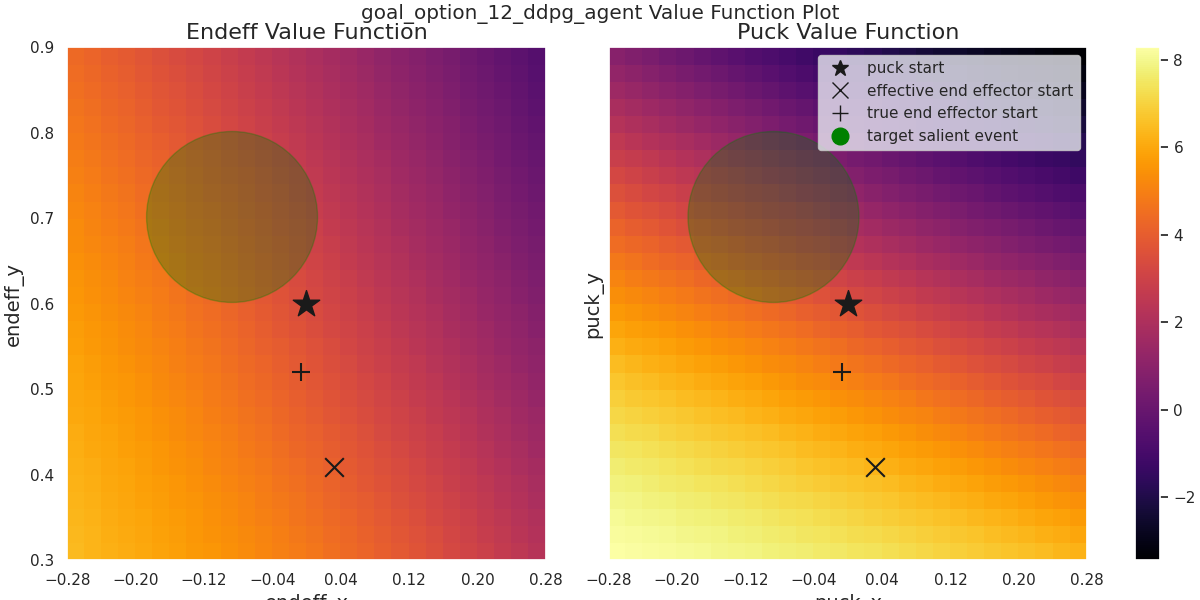 goal_option_12_ddpg_agent Value Function Plot
Endeff Value Function
Puck Value Function
puck start
effective end effector start
true end effector start
target salient event
0.9
0.8
0.7
0.6
0.5
0.4
0.3
endeff_y
puck_y
−0.28 −0.20 −0.12 −0.04 0.04 0.12 0.20 0.28
−0.28 −0.20 −0.12 −0.04 0.04 0.12 0.20 0.28
endeff_x
puck_x
8
6
4
2
0
−2